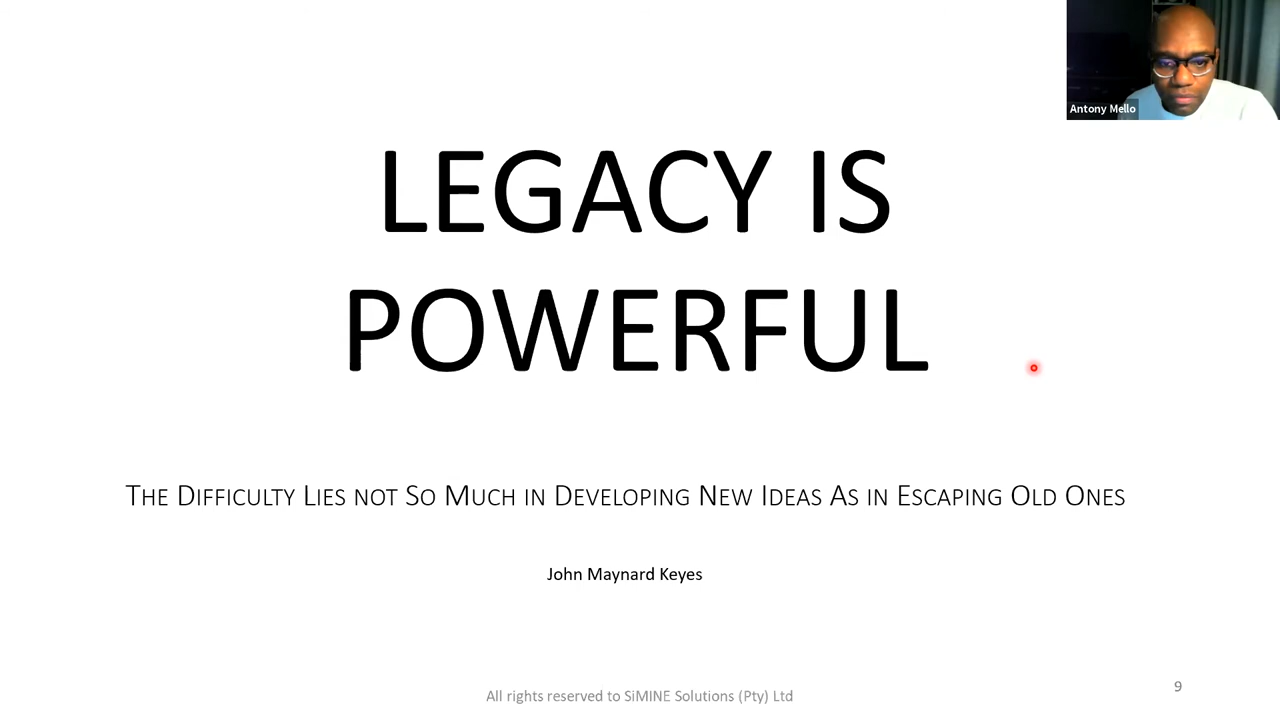 Antony Mello
LEGACY IS
POWERFUL
THE DIFFICULTY LIES NOT SO MUCH IN DEVELOPING NEW IDEAS AS IN ESCAPING OLD ONES
John Maynard Keyes
All rights reserved to SiMINE Solutions (Pty) Ltd
9